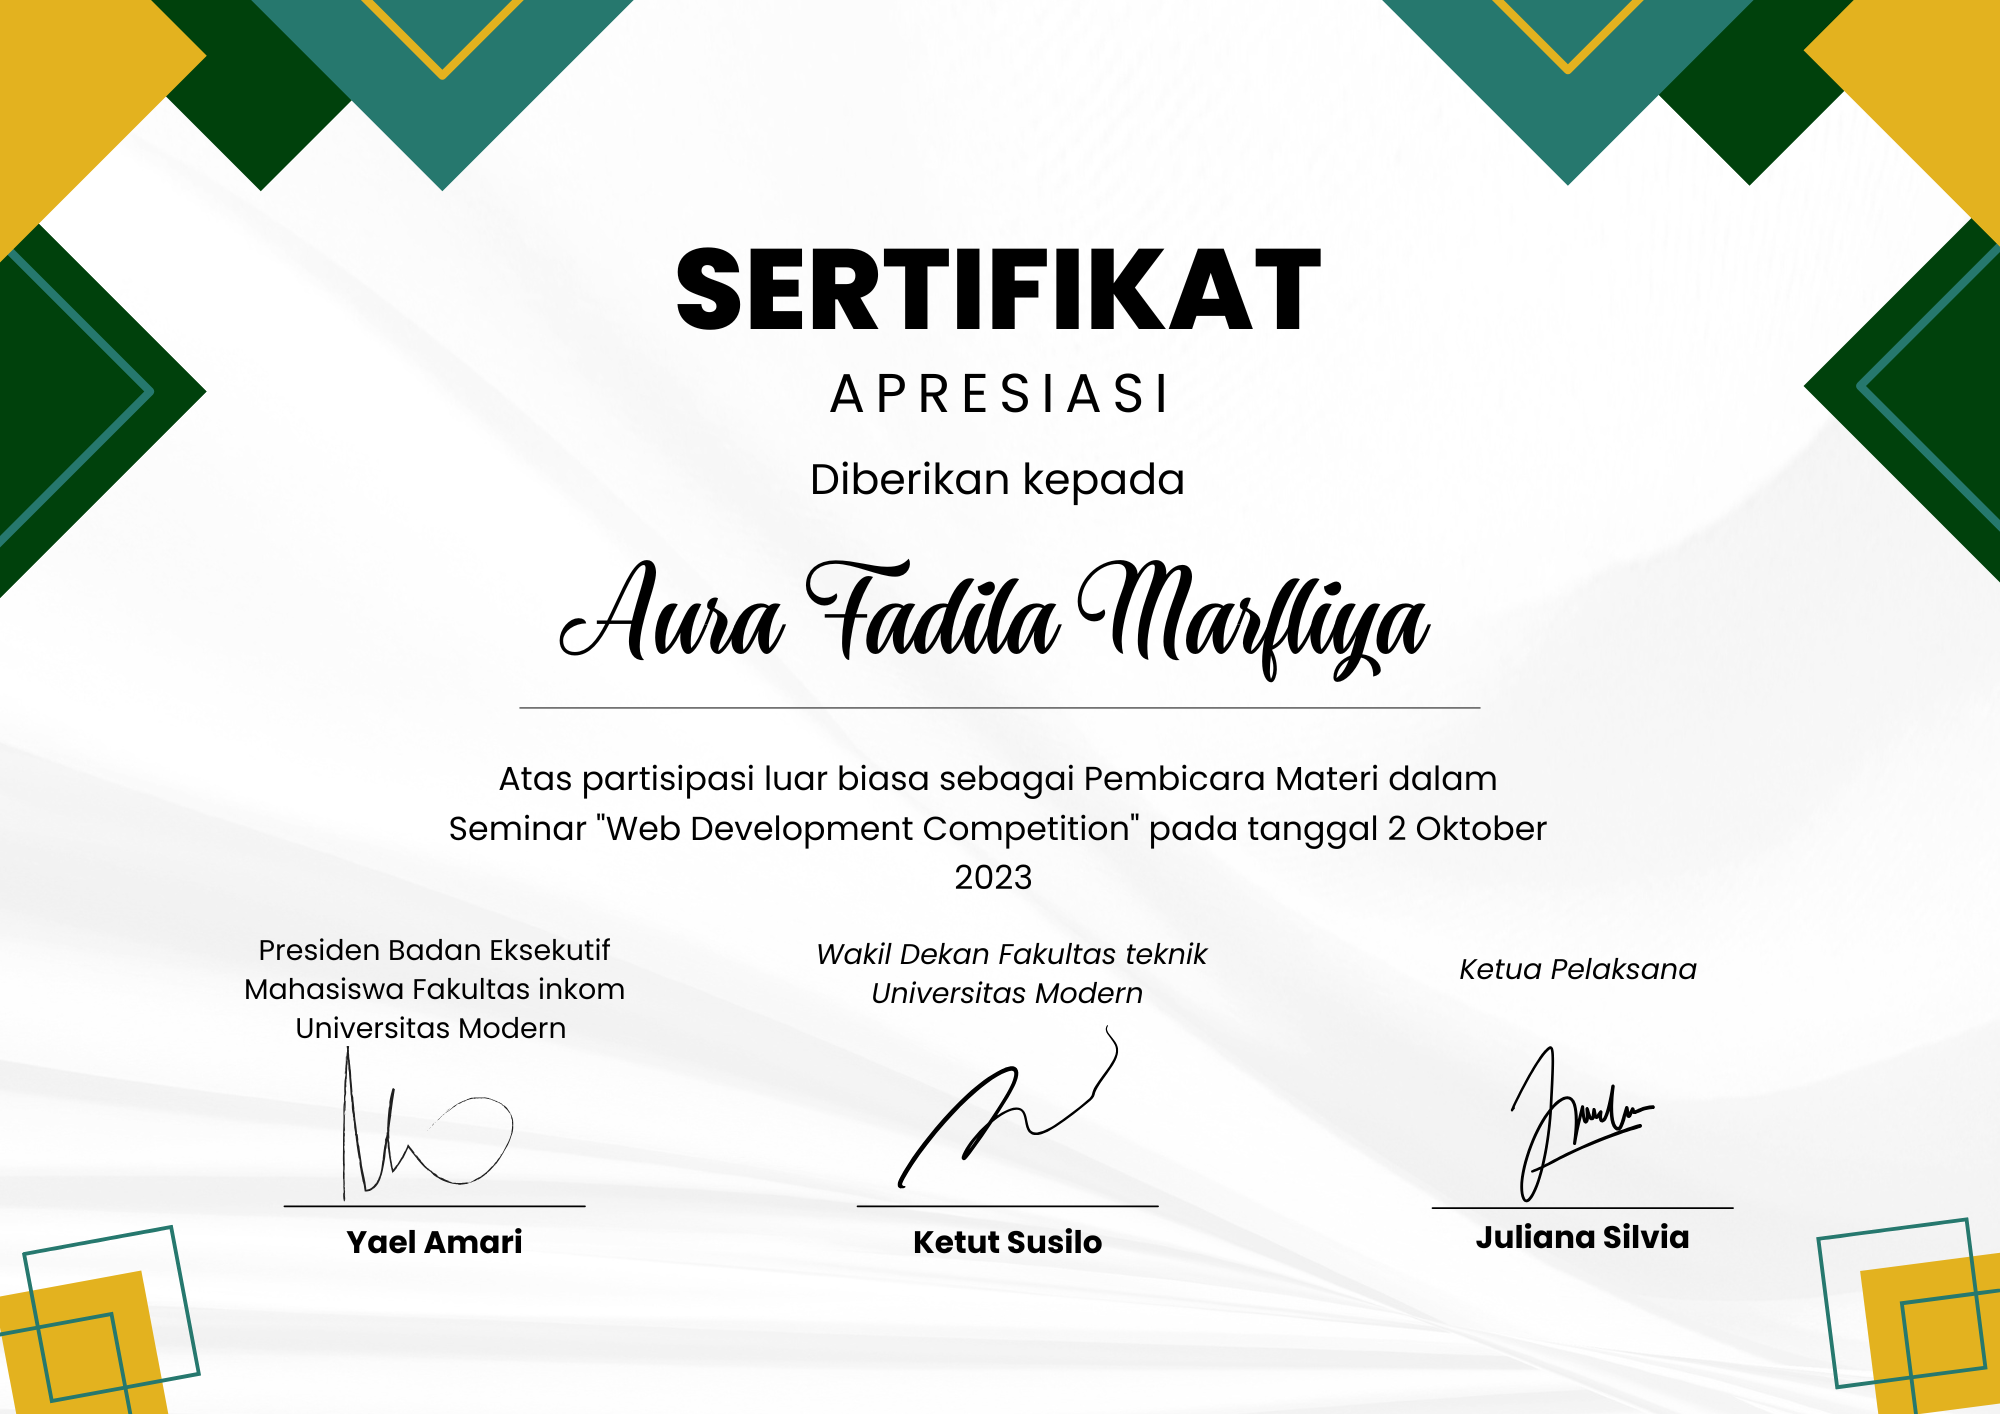 SERTIFIKAT
APRESIASI
Diberikan kepada
Aura Fadila Marfliya
Atas partisipasi luar biasa sebagai Pembicara Materi dalam
Seminar "Web Development Competition" pada tanggal 2 Oktober
2023
Presiden Badan Eksekutif
Mahasiswa Fakultas inkom
Universitas Modern
Yael Amari
Wakil Dekan Fakultas teknik
Universitas Modern
Ketut Susilo
Ketua Pelaksana
Juliana Silvia